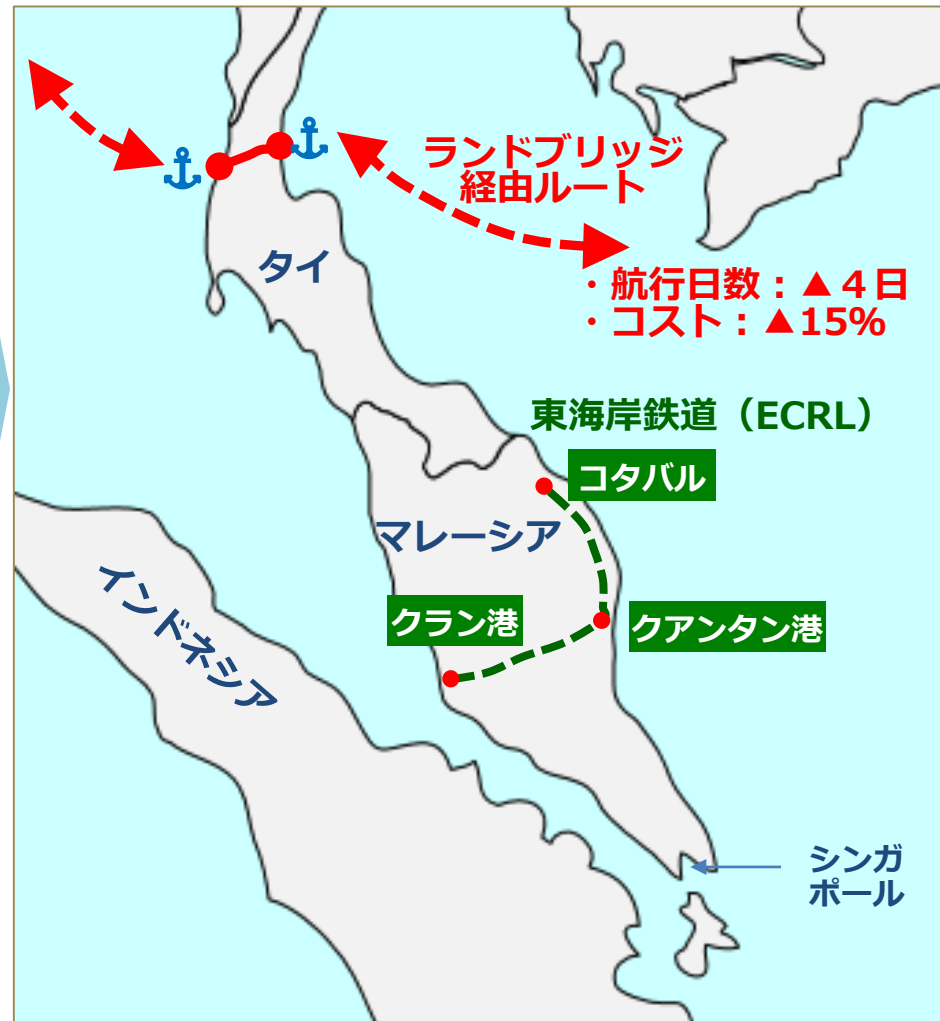 ランドブリッジ
経由ルート
タイ
・航行日数：▲４日
・コスト：▲15%
東海岸鉄道（ECRL）
コタバル
マレーシア
インドネシア
クラン港
クアンタン港
シンガ
ポール